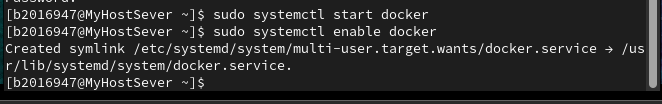 Password:
[b2016947@MyHostSever ~]$ sudo systemctl start docker
[b2016947@MyHostSever ~]$ sudo systemctl enable docker
Created symlink /etc/systemd/system/multi-user.target.wants/docker.service → /us
r/lib/systemd/system/docker.service.
[b2016947@MyHostSever ~]$